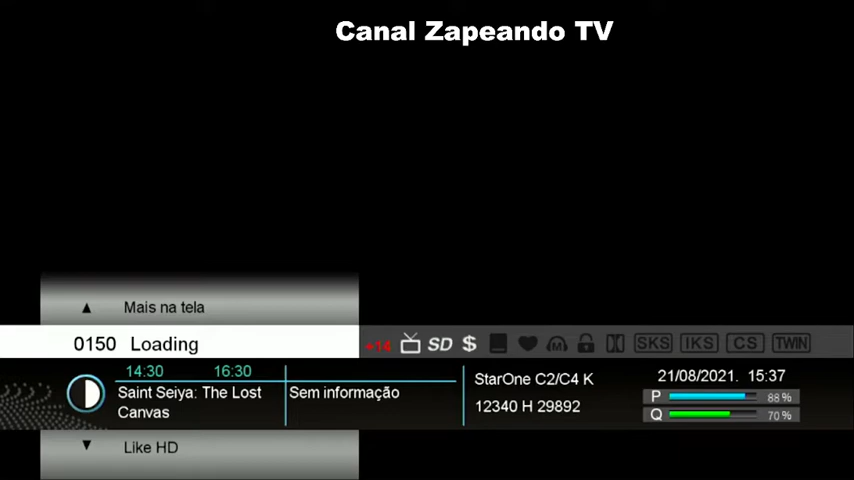 Canal Zapeando TV
Mais na tela
0150 Loading
+14 SD $ SKS IKS CS TWIN
14:30 16:30
Saint Seiya: The Lost Canvas
Sem informação
StarOne C2/C4 K
12340 H 29892
21/08/2021. 15:37
P 88%
Q 70%
Like HD